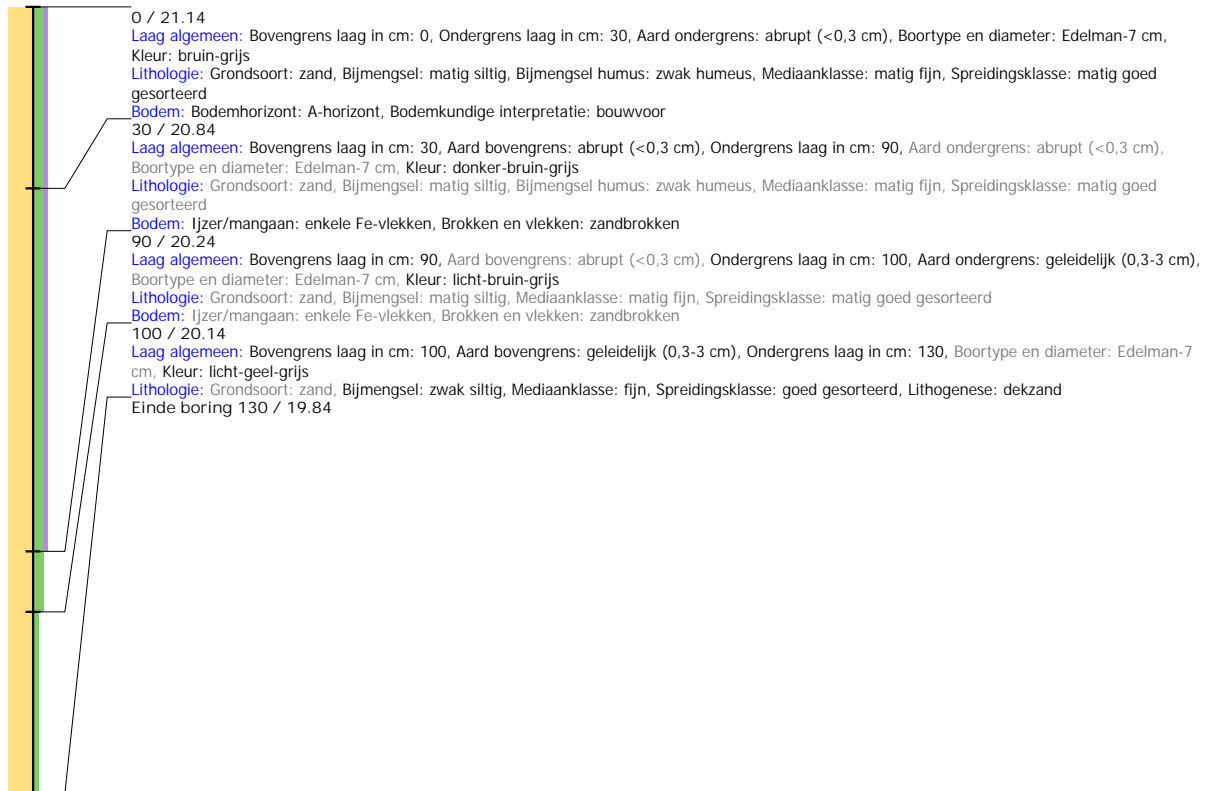 0 / 21.14
Laag algemeen: Bovengrens laag in cm: 0, Ondergrens laag in cm: 30, Aard ondergrens: abrupt (<0,3 cm), Boortype en diameter: Edelman-7 cm,
Kleur: bruin-grijs
Lithologie: Grondsoort: zand, Bijmengsel: matig siltig, Bijmengsel humus: zwak humeus, Mediaanklasse: matig fijn, Spreidingsklasse: matig goed
gesorteerd
Bodem: Bodemhorizont: A-horizont, Bodemkundige interpretatie: bouwvoor
30 / 20.84
Laag algemeen: Bovengrens laag in cm: 30, Aard bovengrens: abrupt (<0,3 cm), Ondergrens laag in cm: 90, Aard ondergrens: abrupt (<0,3 cm),
Boortype en diameter: Edelman-7 cm, Kleur: donker-bruin-grijs
Lithologie: Grondsoort: zand, Bijmengsel: matig siltig, Bijmengsel humus: zwak humeus, Mediaanklasse: matig fijn, Spreidingsklasse: matig goed
gesorteerd
Bodem: Ijzer/mangaan: enkele Fe-vlekken, Brokken en vlekken: zandbrokken
90 / 20.24
Laag algemeen: Bovengrens laag in cm: 90, Aard bovengrens: abrupt (<0,3 cm), Ondergrens laag in cm: 100, Aard ondergrens: geleidelijk (0,3-3 cm),
Boortype en diameter: Edelman-7 cm, Kleur: licht-bruin-grijs
Lithologie: Grondsoort: zand, Bijmengsel: matig siltig, Mediaanklasse: matig fijn, Spreidingsklasse: matig goed gesorteerd
Bodem: Ijzer/mangaan: enkele Fe-vlekken, Brokken en vlekken: zandbrokken
100 / 20.14
Laag algemeen: Bovengrens laag in cm: 100, Aard bovengrens: geleidelijk (0,3-3 cm), Ondergrens laag in cm: 130, Boortype en diameter: Edelman-7
cm, Kleur: licht-geel-grijs
Lithologie: Grondsoort: zand, Bijmengsel: zwak siltig, Mediaanklasse: fijn, Spreidingsklasse: goed gesorteerd, Lithogenese: dekzand
Einde boring 130 / 19.84